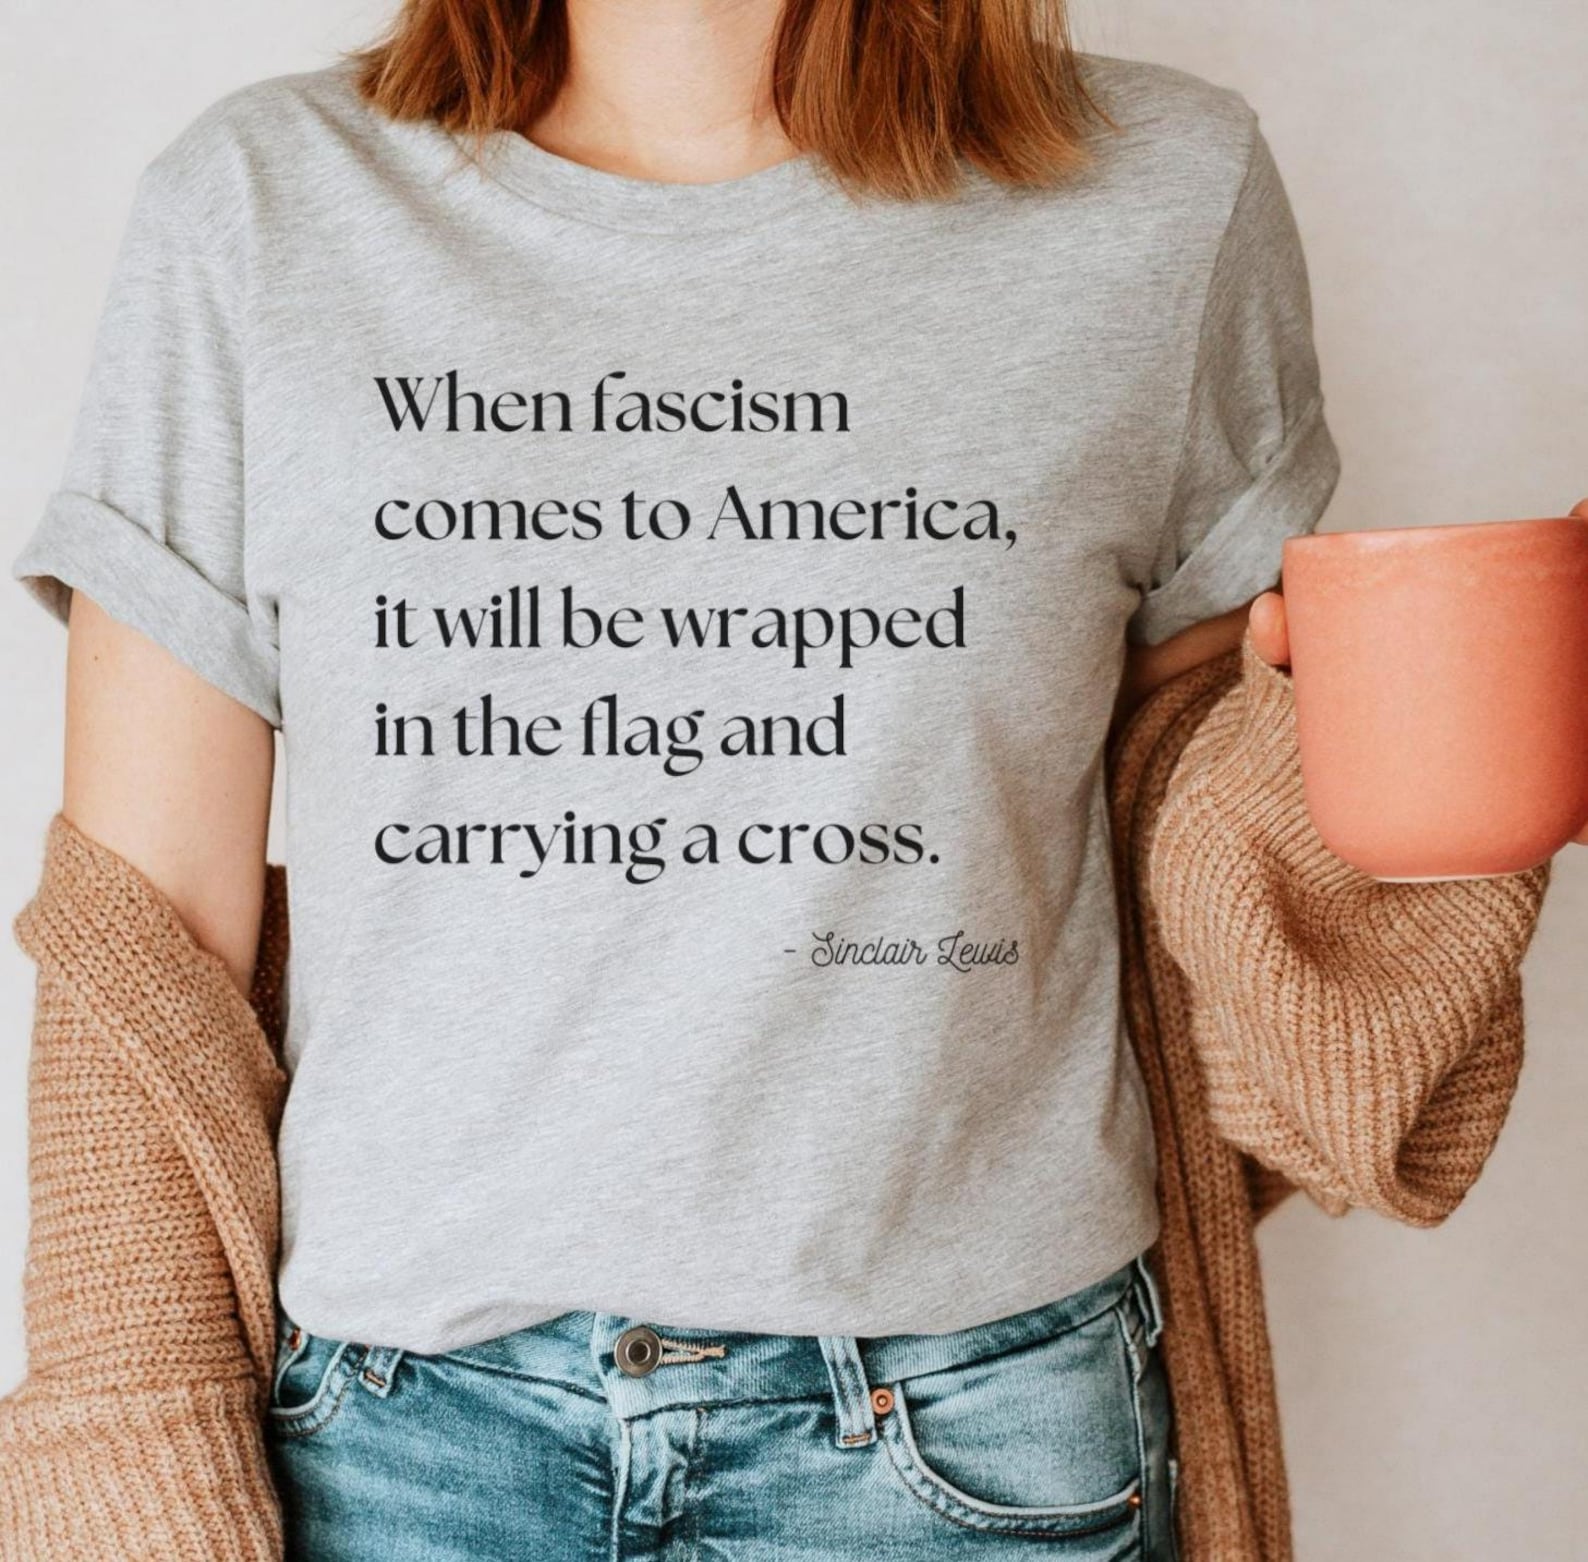 When fascism
comes to America,
it will be wrapped
in the flag and
carrying a cross.
- Sinclair Lewis